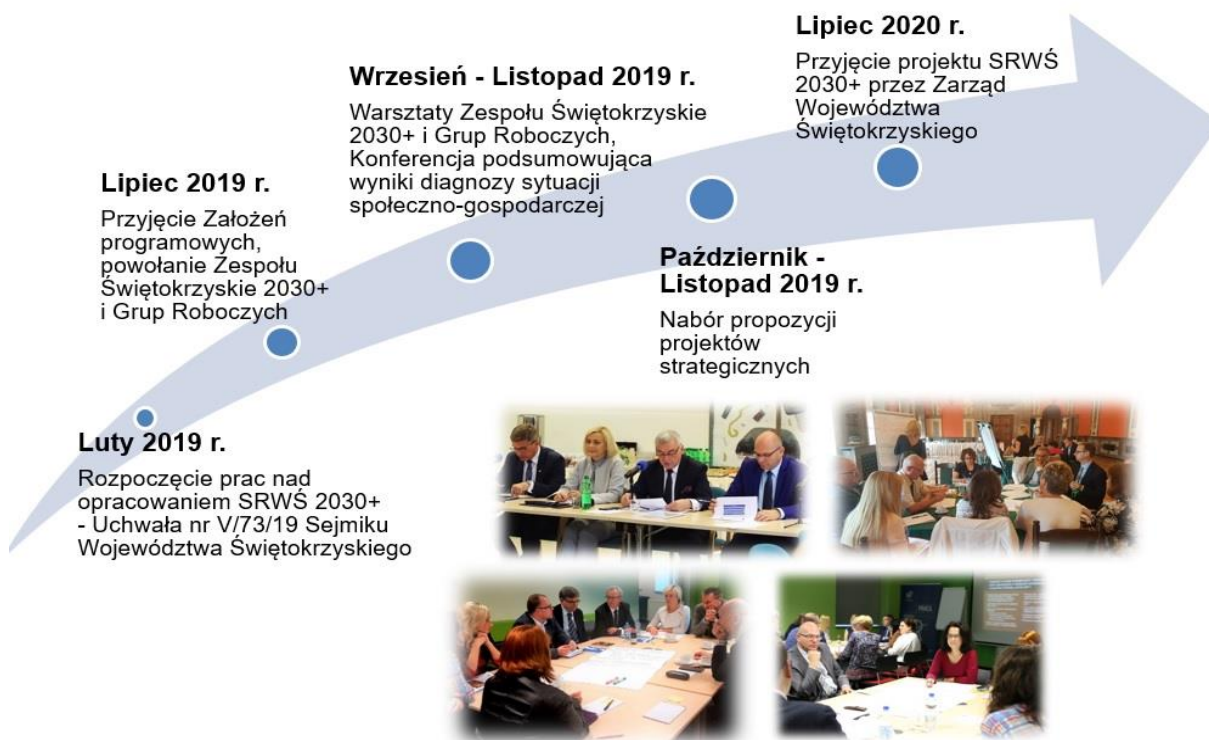 Luty 2019 r.
Rozpoczęcie prac nad
opracowaniem SRWŚ 2030+
- Uchwała nr V/73/19 Sejmiku
Województwa Świętokrzyskiego
Lipiec 2019 r.
Przyjęcie Założeń
programowych,
powołanie Zespołu
Świętokrzyskie 2030+
i Grup Roboczych
Wrzesień - Listopad 2019 r.
Warsztaty Zespołu Świętokrzyskie
2030+ i Grup Roboczych,
Konferencja podsumowująca
wyniki diagnozy sytuacji
społeczno-gospodarczej
Październik -
Listopad 2019 r.
Nabór propozycji
projektów
strategicznych
Lipiec 2020 r.
Przyjęcie projektu SRWŚ
2030+ przez Zarząd
Województwa
Świętokrzyskiego